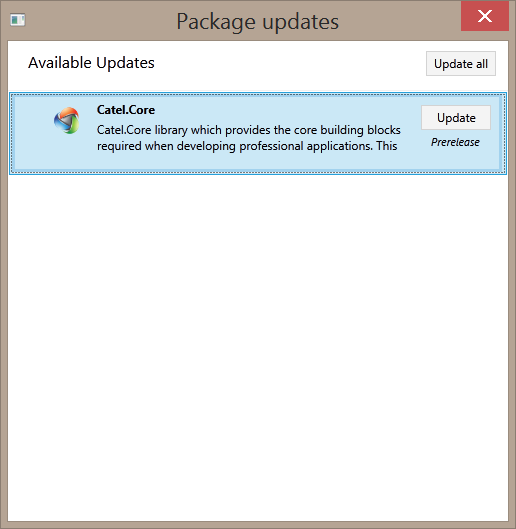 Package updates
Available Updates
Update all
Catel.Core
Catel.Core library which provides the core building blocks
required when developing professional applications. This
Update
Prerelease